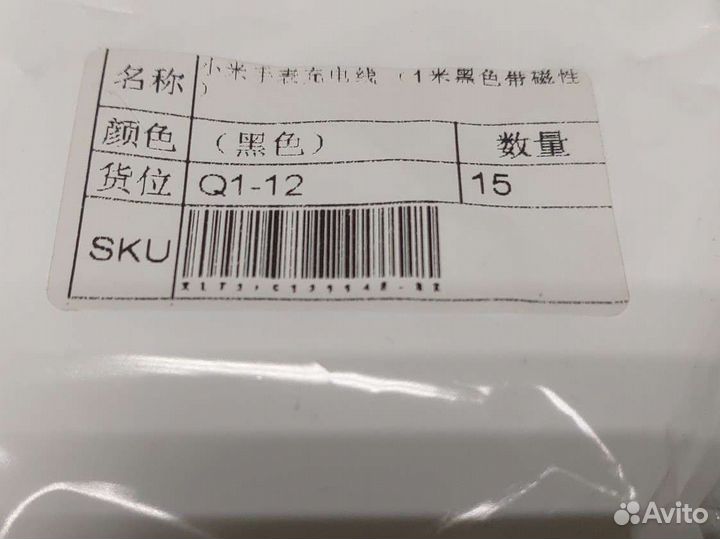 名称 小米手表充电线 （1米黑色带磁性
）
颜色 （黑色） 数量
货位 Q1-12 15
SKU
Avito